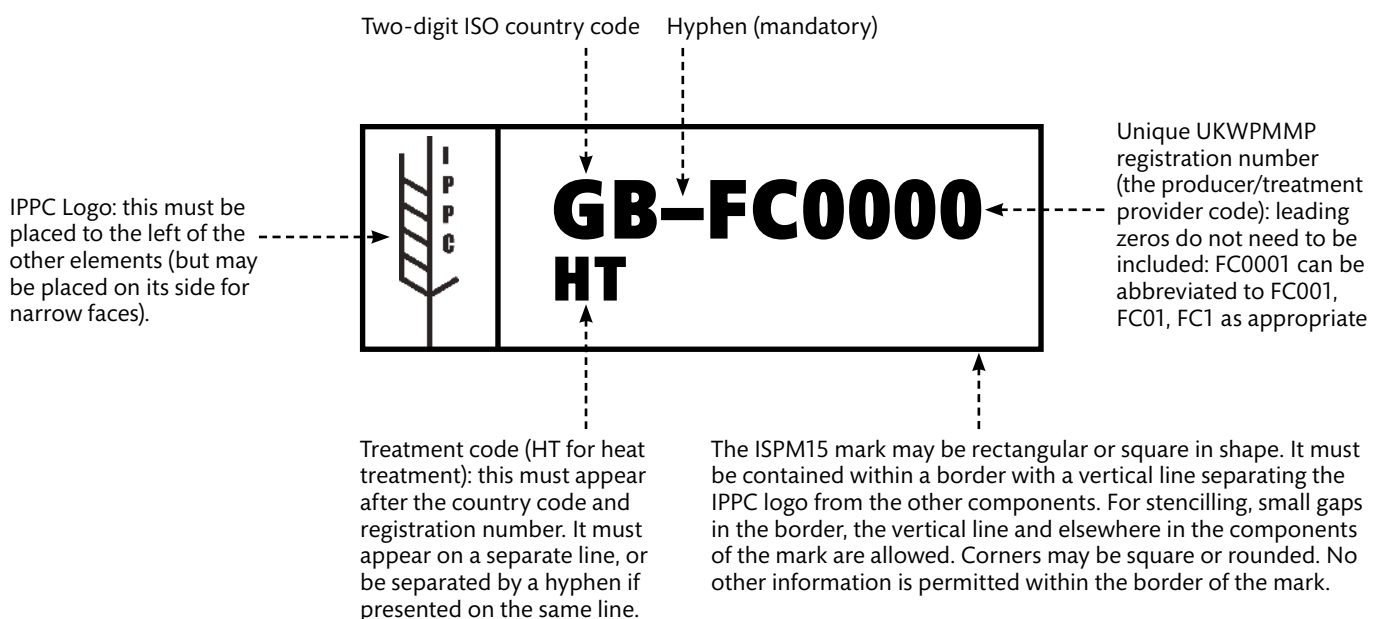 Two-digit ISO country code
Hyphen (mandatory)
IPPC Logo: this must be
placed to the left of the
other elements (but may
be placed on its side for
narrow faces).
I
P
P
C
GB–FC0000
HT
Unique UKWPMMP
registration number
(the producer/treatment
provider code): leading
zeros do not need to be
included: FC0001 can be
abbreviated to FC001,
FC01, FC1 as appropriate
Treatment code (HT for heat
treatment): this must appear
after the country code and
registration number. It must
appear on a separate line, or
be separated by a hyphen if
presented on the same line.
The ISPM15 mark may be rectangular or square in shape. It must
be contained within a border with a vertical line separating the
IPPC logo from the other components. For stencilling, small gaps
in the border, the vertical line and elsewhere in the components
of the mark are allowed. Corners may be square or rounded. No
other information is permitted within the border of the mark.